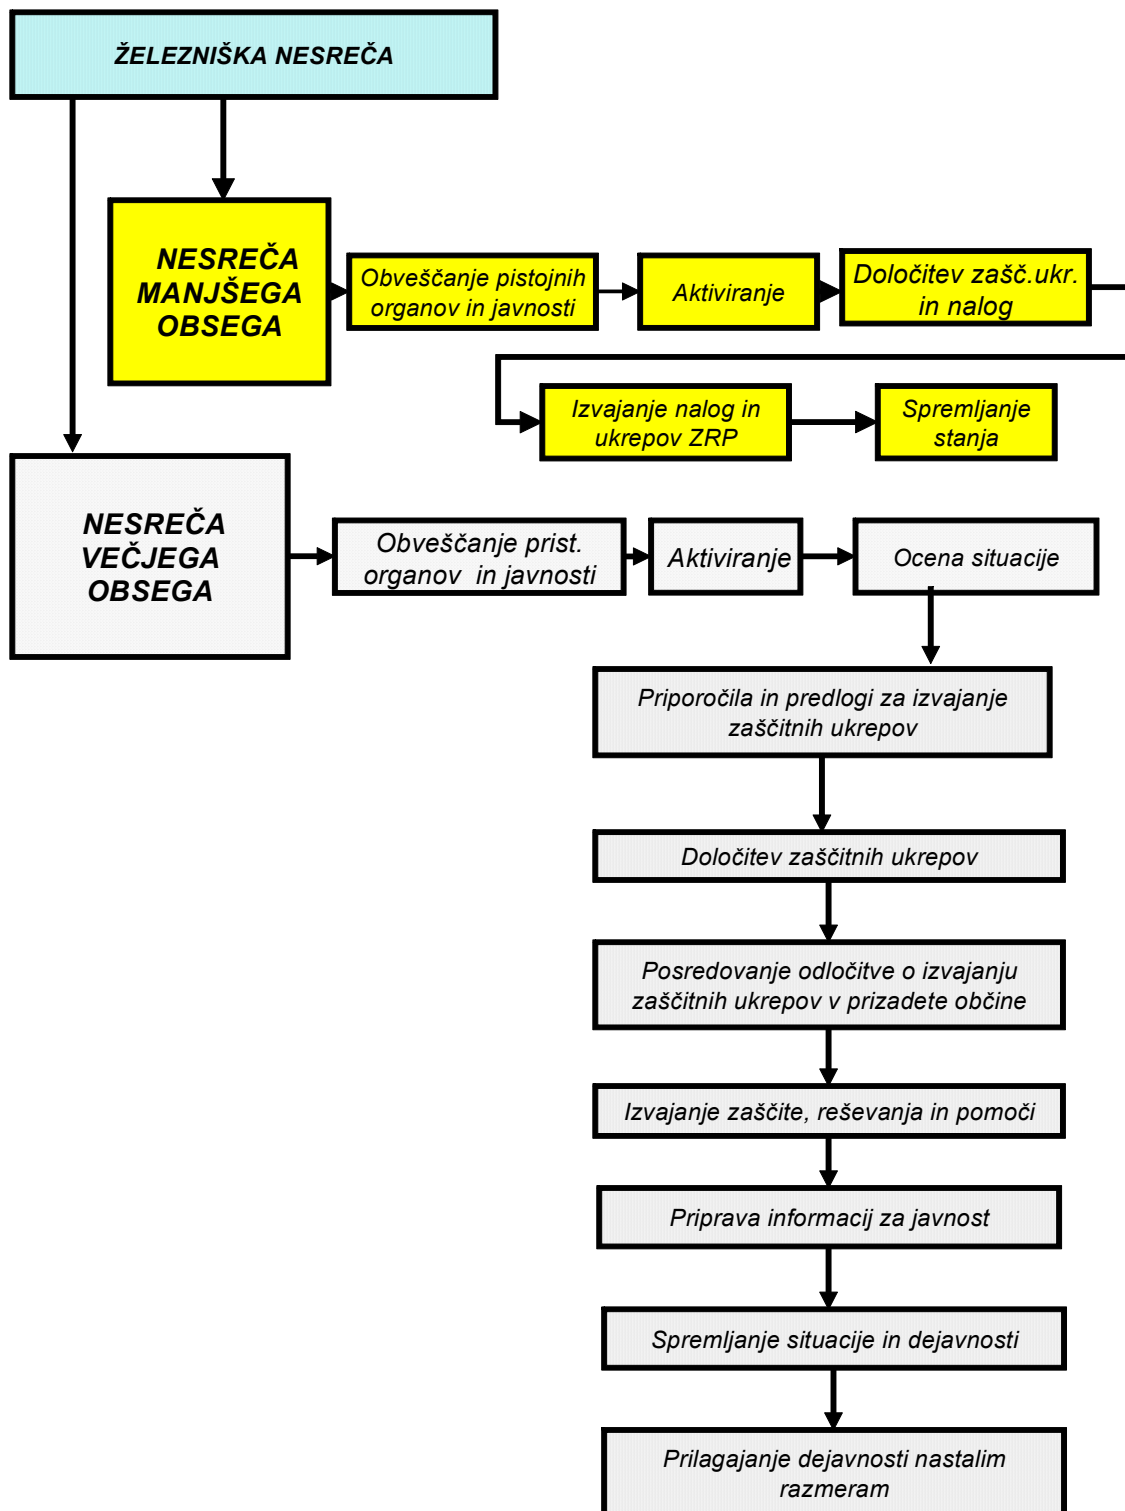 ŽELEZNIŠKA NESREČA
NESREČA
MANJŠEGA
OBSEGA
Obveščanje pistojnih
organov in javnosti
Aktiviranje
Določitev zašč.ukr.
in nalog
Izvajanje nalog in
ukrepov ZRP
Spremljanje
stanja
NESREČA
VEČJEGA
OBSEGA
Obveščanje prist.
organov in javnosti
Aktiviranje
Ocena situacije
Priporočila in predlogi za izvajanje
zaščitnih ukrepov
Določitev zaščitnih ukrepov
Posredovanje odločitve o izvajanju
zaščitnih ukrepov v prizadete občine
Izvajanje zaščite, reševanja in pomoči
Priprava informacij za javnost
Spremljanje situacije in dejavnosti
Prilagajanje dejavnosti nastalim
razmeram